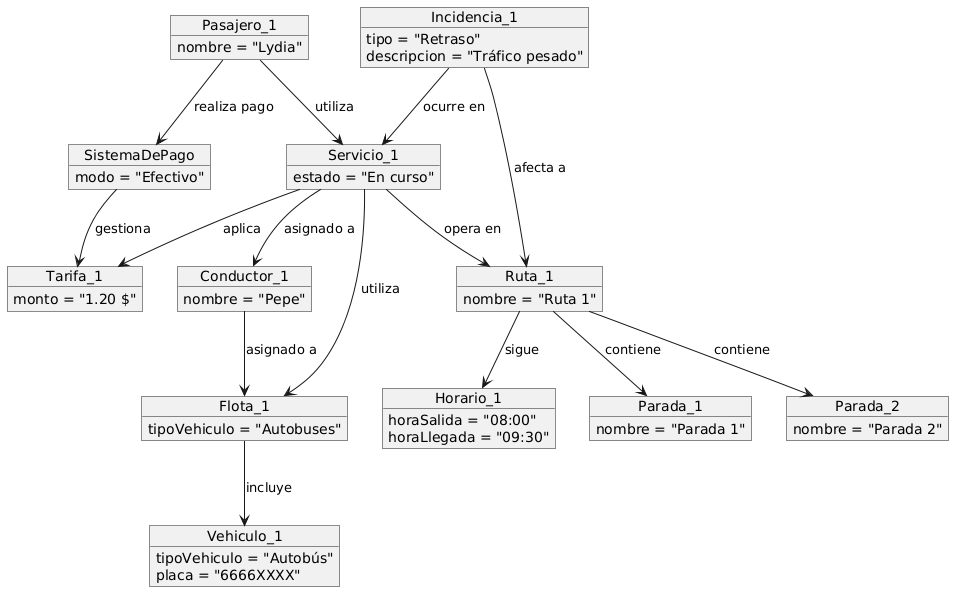 Pasajero_1
nombre = "Lydia"
Incidencia_1
tipo = "Retraso"
descripcion = "Tráfico pesado"
realiza pago
utiliza
ocurre en
afecta a
SistemaDePago
modo = "Efectivo"
Servicio_1
estado = "En curso"
gestiona
aplica
asignado a
utiliza
opera en
Tarifa_1
monto = "1.20 $"
Conductor_1
nombre = "Pepe"
Ruta_1
nombre = "Ruta 1"
asignado a
sigue
contiene
contiene
Flota_1
tipoVehiculo = "Autobuses"
Horario_1
horaSalida = "08:00"
horaLlegada = "09:30"
Parada_1
nombre = "Parada 1"
Parada_2
nombre = "Parada 2"
incluye
Vehiculo_1
tipoVehiculo = "Autobús"
placa = "6666XXXX"